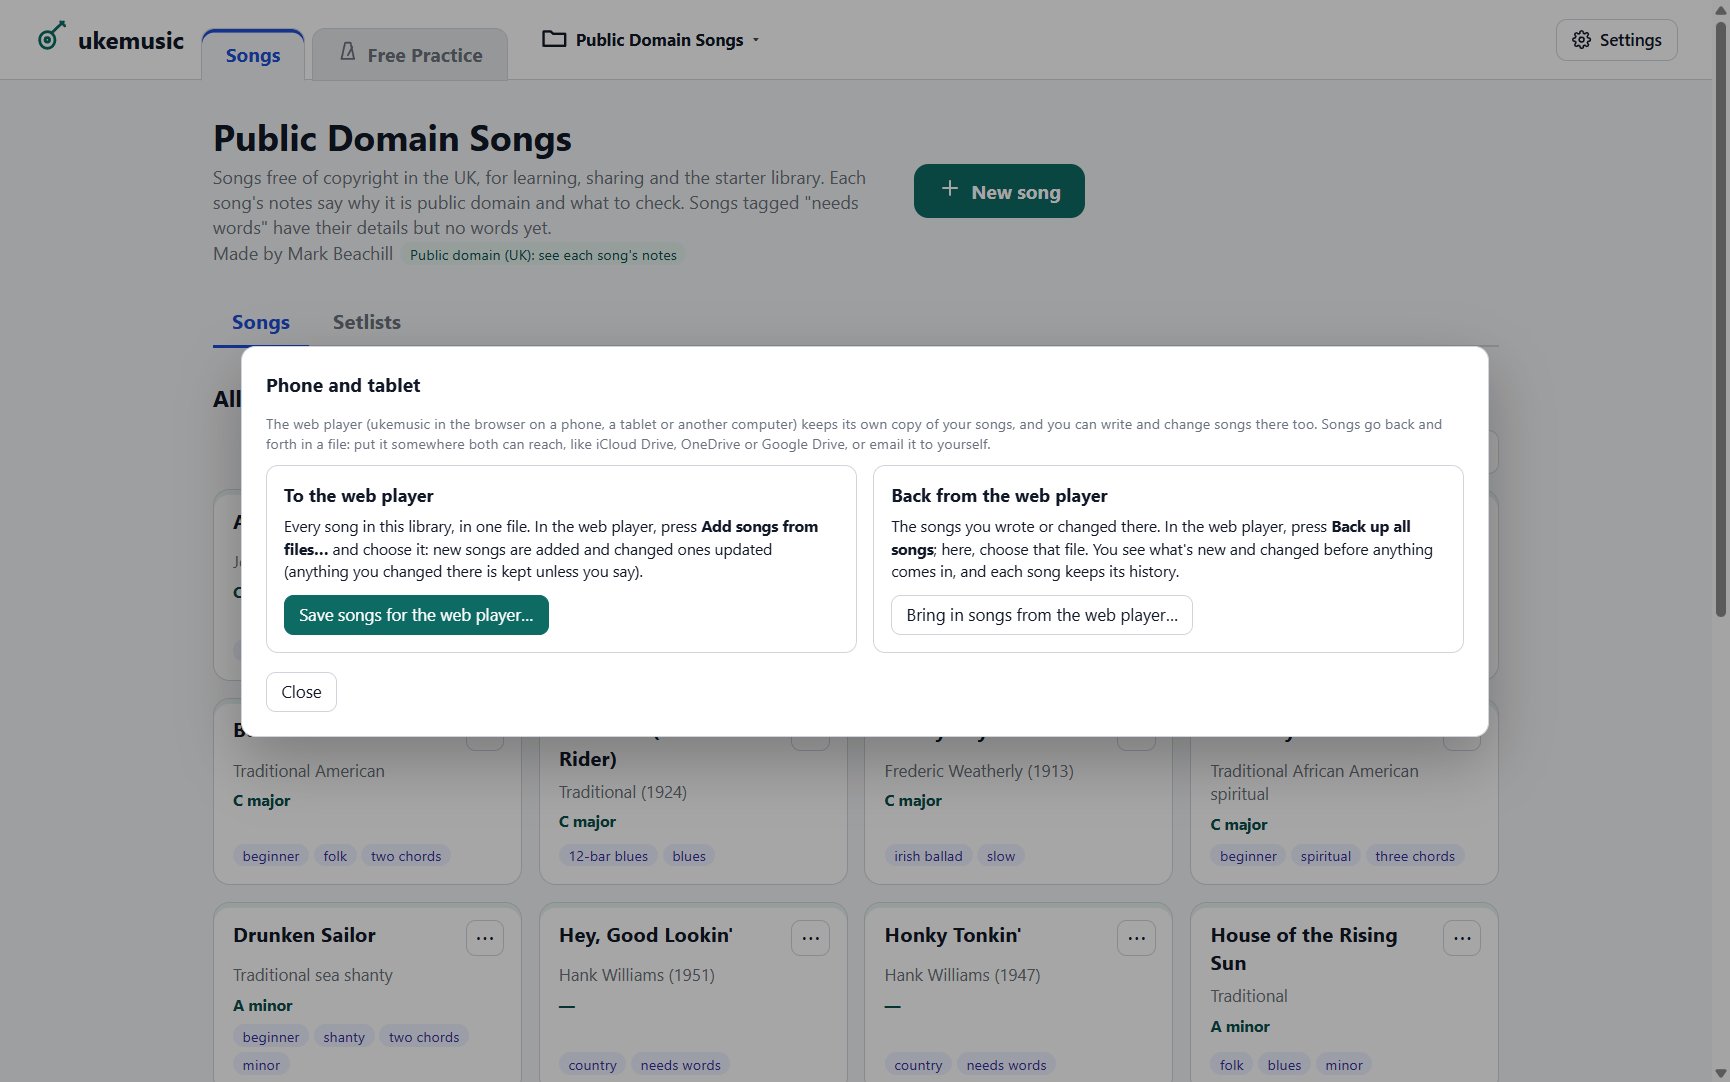 ukemusic
Songs
Free Practice
Public Domain Songs
Settings
Public Domain Songs
Songs free of copyright in the UK, for learning, sharing and the starter library. Each
song's notes say why it is public domain and what to check. Songs tagged "needs
words" have their details but no words yet.
Made by Mark Beachill
Public domain (UK): see each song's notes
+ New song
Songs
Setlists
All
Phone and tablet
The web player (ukemusic in the browser on a phone, a tablet or another computer) keeps its own copy of your songs, and you can write and change songs there too. Songs go back and
forth in a file: put it somewhere both can reach, like iCloud Drive, OneDrive or Google Drive, or email it to yourself.
To the web player
Every song in this library, in one file. In the web player, press Add songs from
files... and choose it: new songs are added and changed ones updated
(anything you changed there is kept unless you say).
Save songs for the web player...
Back from the web player
The songs you wrote or changed there. In the web player, press Back up all
songs; here, choose that file. You see what's new and changed before anything
comes in, and each song keeps its history.
Bring in songs from the web player...
Close
Traditional American
C major
beginner folk two chords
Rider)
Traditional (1924)
C major
12-bar blues blues
Frederic Weatherly (1913)
C major
irish ballad slow
Traditional African American
spiritual
C major
beginner spiritual three chords
Drunken Sailor
...
Traditional sea shanty
A minor
beginner shanty two chords
minor
Hey, Good Lookin'
...
Hank Williams (1951)
—
country needs words
Honky Tonkin'
...
Hank Williams (1947)
—
country needs words
House of the Rising
Sun
...
Traditional
A minor
folk blues minor